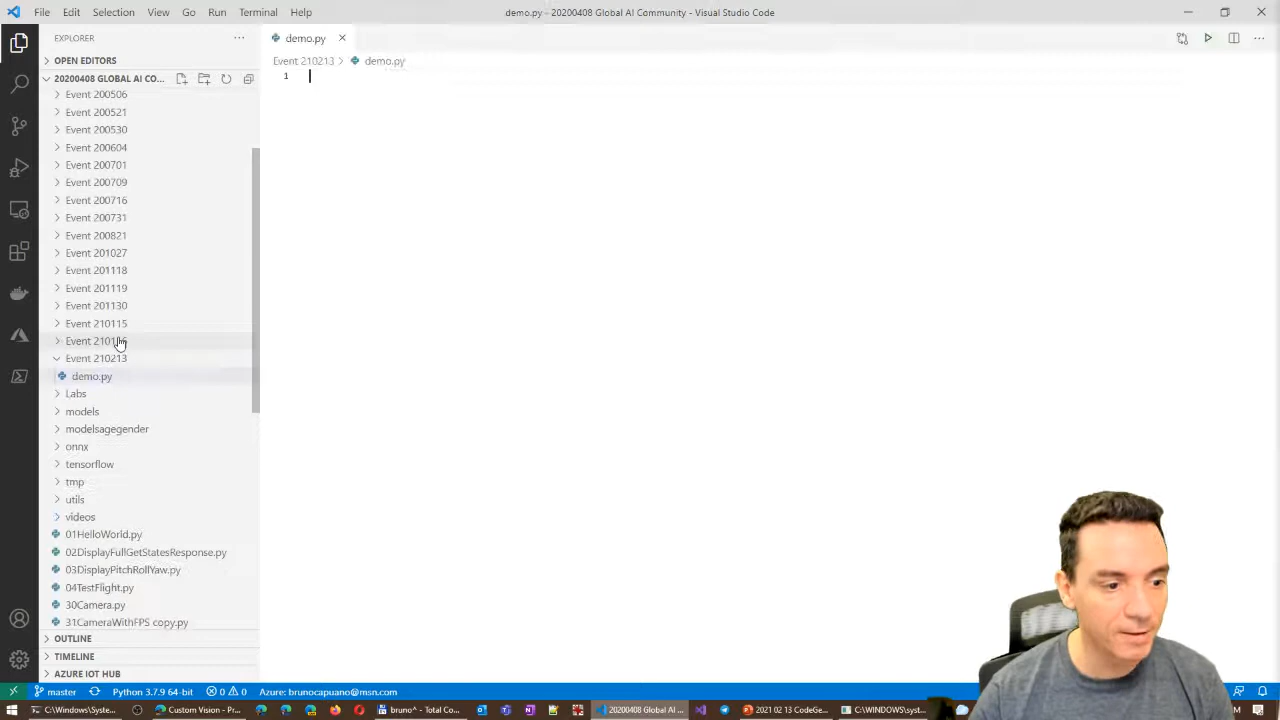 File Edit Selection View Go Run Terminal Help
demo.py - 20200408 Global AI Community - Visual Studio Code
EXPLORER
demo.py
OPEN EDITORS
Event 210213 > demo.py
20200408 GLOBAL AI CO...
1
Event 200506
Event 200521
Event 200530
Event 200604
Event 200701
Event 200709
Event 200716
Event 200731
Event 200821
Event 201027
Event 201118
Event 201119
Event 201130
Event 210115
Event
Event 210213
demo.py
Labs
models
modelsagegender
onnx
tensorflow
tmp
utils
videos
01HelloWorld.py
02DisplayFullGetStatesResponse.py
03DisplayPitchRollYaw.py
04TestFlight.py
30Camera.py
31CameraWithFPS copy.py
OUTLINE
TIMELINE
AZURE IOT HUB
master Python 3.7.9 64-bit 0 0 Azure: brunocapuano@msn.com
C:\Windows\Syste... Custom Vision - Pr... bruno^ - Total Co... 20200408 Global AI ... 2021 02 13 CodeGe... C:\WINDOWS\syst...